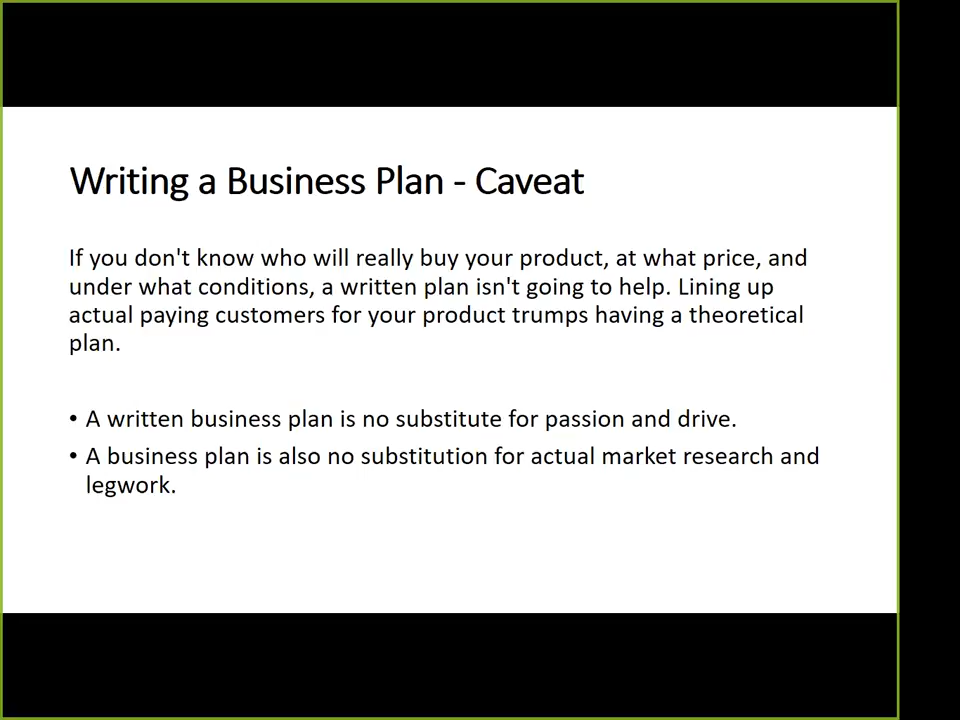 Writing a Business Plan - Caveat
If you don't know who will really buy your product, at what price, and
under what conditions, a written plan isn't going to help. Lining up
actual paying customers for your product trumps having a theoretical
plan.
• A written business plan is no substitute for passion and drive.
• A business plan is also no substitution for actual market research and
legwork.